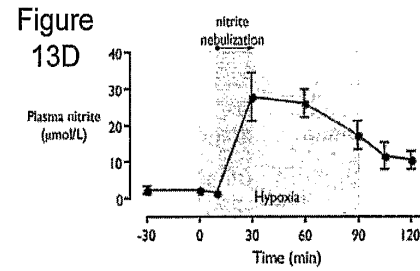 Figure
13D
nitrite
nebulization
40
30
Plasma nitrite
(μmol/L)
20
10
0
Hypoxia
-30 0 30 60 90 120
Time (min)